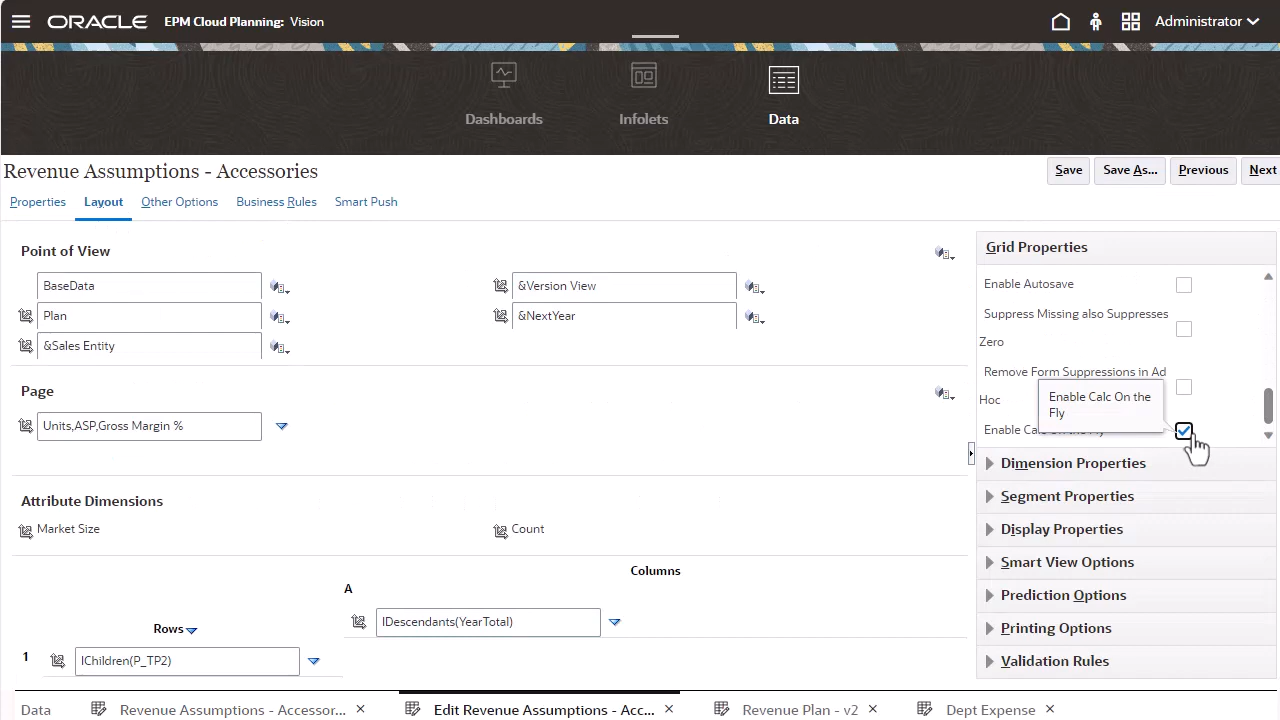 ORACLE EPM Cloud Planning: Vision Administrator
Dashboards Infolets Data
Revenue Assumptions - Accessories Save Save As... Previous Next
Properties Layout Other Options Business Rules Smart Push
Point of View
BaseData &Version View
Plan &NextYear
&Sales Entity
Page
Units,ASP,Gross Margin %
Attribute Dimensions
Market Size Count
Columns
A
IDescendants(YearTotal)
Rows
1 IChildren(P_TP2)
Grid Properties
Enable Autosave
Suppress Missing also Suppresses
Zero
Remove Form Suppressions in Ad
Hoc
Enable Calc On the
Fly
Enable Calc On the Fly
Dimension Properties
Segment Properties
Display Properties
Smart View Options
Prediction Options
Printing Options
Validation Rules
Data Revenue Assumptions - Accessor... Edit Revenue Assumptions - Acc... Revenue Plan - v2 Dept Expense